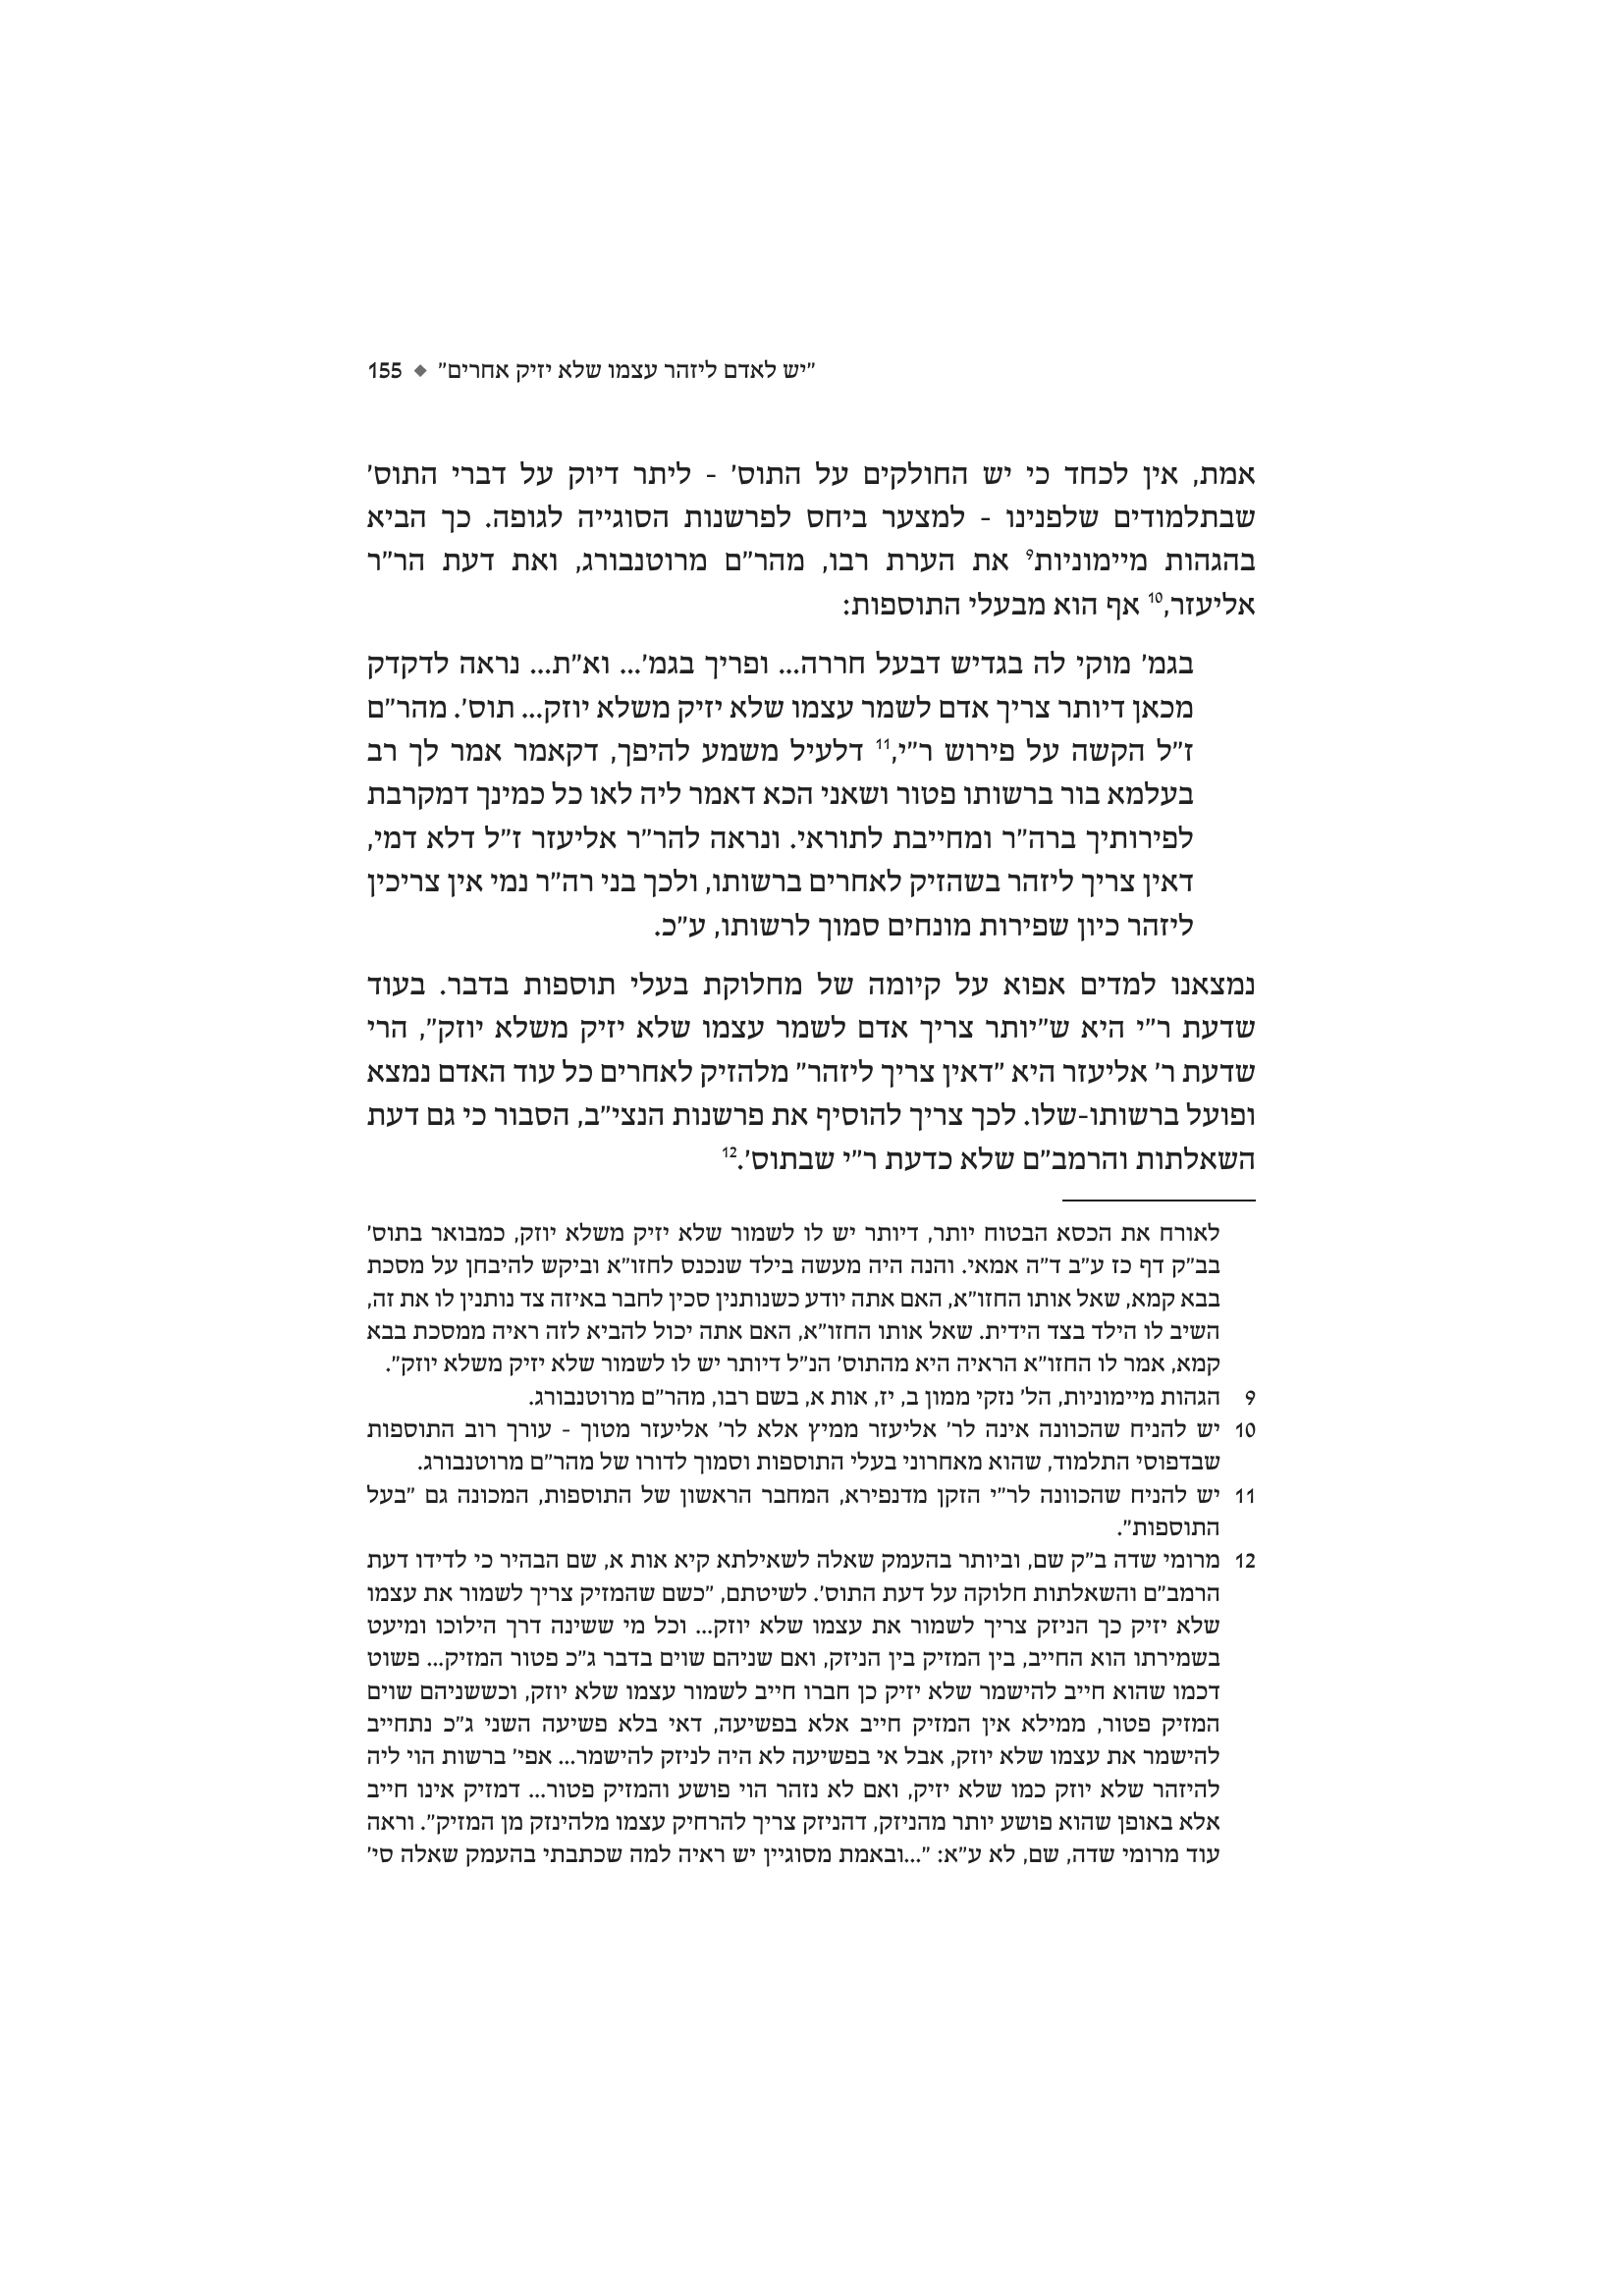 "יש לאדם ליזהר עצמו שלא יזיק אחרים" ◆ 155
אמת, אין לכחד כי יש החולקים על התוס' - ליתר דיוק על דברי התוס'
שבתלמודים שלפנינו - למצער ביחס לפרשנות הסוגייה לגופה. כך הביא
בהגהות מיימוניות9 את הערת רבו, מהר"ם מרוטנבורג, ואת דעת הר"ר
אליעזר,10 אף הוא מבעלי התוספות:
בגמ' מוקי לה בגדיש דבעל חררה... ופריך בגמ'... וא"ת... נראה לדקדק
מכאן דיותר צריך אדם לשמר עצמו שלא יזיק משלא יוזק... תוס'. מהר"ם
ז"ל הקשה על פירוש ר"י,11 דלעיל משמע להיפך, דקאמר אמר לך רב
בעלמא בור ברשותו פטור ושאני הכא דאמר ליה לאו כל כמינך דמקרבת
לפירותיך ברה"ר ומחייבת לתוראי. ונראה להר"ר אליעזר ז"ל דלא דמי,
דאין צריך ליזהר בשהזיק לאחרים ברשותו, ולכך בני רה"ר נמי אין צריכין
ליזהר כיון שפירות מונחים סמוך לרשותו, ע"כ.
נמצאנו למדים אפוא על קיומה של מחלוקת בעלי תוספות בדבר. בעוד
שדעת ר"י היא ש"יותר צריך אדם לשמר עצמו שלא יזיק משלא יוזק", הרי
שדעת ר' אליעזר היא "דאין צריך ליזהר" מלהזיק לאחרים כל עוד האדם נמצא
ופועל ברשותו-שלו. לכך צריך להוסיף את פרשנות הנצי"ב, הסבור כי גם דעת
השאלתות והרמב"ם שלא כדעת ר"י שבתוס'.12
לאורח את הכסא הבטוח יותר, דיותר יש לו לשמור שלא יזיק משלא יוזק, כמבואר בתוס'
בב"ק דף כז ע"ב ד"ה אמאי. והנה היה מעשה בילד שנכנס לחזו"א וביקש להיבחן על מסכת
בבא קמא, שאל אותו החזו"א, האם אתה יודע כשנותנין סכין לחבר באיזה צד נותנין לו את זה,
השיב לו הילד בצד הידית. שאל אותו החזו"א, האם אתה יכול להביא לזה ראיה ממסכת בבא
קמא, אמר לו החזו"א הראיה היא מהתוס' הנ"ל דיותר יש לו לשמור שלא יזיק משלא יוזק".
9 הגהות מיימוניות, הל' נזקי ממון ב, יז, אות א, בשם רבו, מהר"ם מרוטנבורג.
10 יש להניח שהכוונה אינה לר' אליעזר ממיץ אלא לר' אליעזר מטוך - עורך רוב התוספות
שבדפוסי התלמוד, שהוא מאחרוני בעלי התוספות וסמוך לדורו של מהר"ם מרוטנבורג.
11 יש להניח שהכוונה לר"י הזקן מדנפירא, המחבר הראשון של התוספות, המכונה גם "בעל
התוספות".
12 מרומי שדה ב"ק שם, וביותר בהעמק שאלה לשאילתא קיא אות א, שם הבהיר כי לדידו דעת
הרמב"ם והשאלתות חלוקה על דעת התוס'. לשיטתם, "כשם שהמזיק צריך לשמור את עצמו
שלא יזיק כך הניזק צריך לשמור את עצמו שלא יוזק... וכל מי ששינה דרך הילוכו ומיעט
בשמירתו הוא החייב, בין המזיק בין הניזק, ואם שניהם שוים בדבר ג"כ פטור המזיק... פשוט
דכמו שהוא חייב להישמר שלא יזיק כן חברו חייב לשמור עצמו שלא יוזק, וכששניהם שוים
המזיק פטור, ממילא אין המזיק חייב אלא בפשיעה, דאי בלא פשיעה השני ג"כ נתחייב
להישמר את עצמו שלא יוזק, אבל אי בפשיעה לא היה לניזק להישמר... אפי' ברשות הוי ליה
להיזהר שלא יוזק כמו שלא יזיק, ואם לא נזהר הוי פושע והמזיק פטור... דמזיק אינו חייב
אלא באופן שהוא פושע יותר מהניזק, דהניזק צריך להרחיק עצמו מלהינזק מן המזיק". וראה
עוד מרומי שדה, שם, לא ע"א: "...ובאמת מסוגיין יש ראיה למה שכתבתי בהעמק שאלה סי'